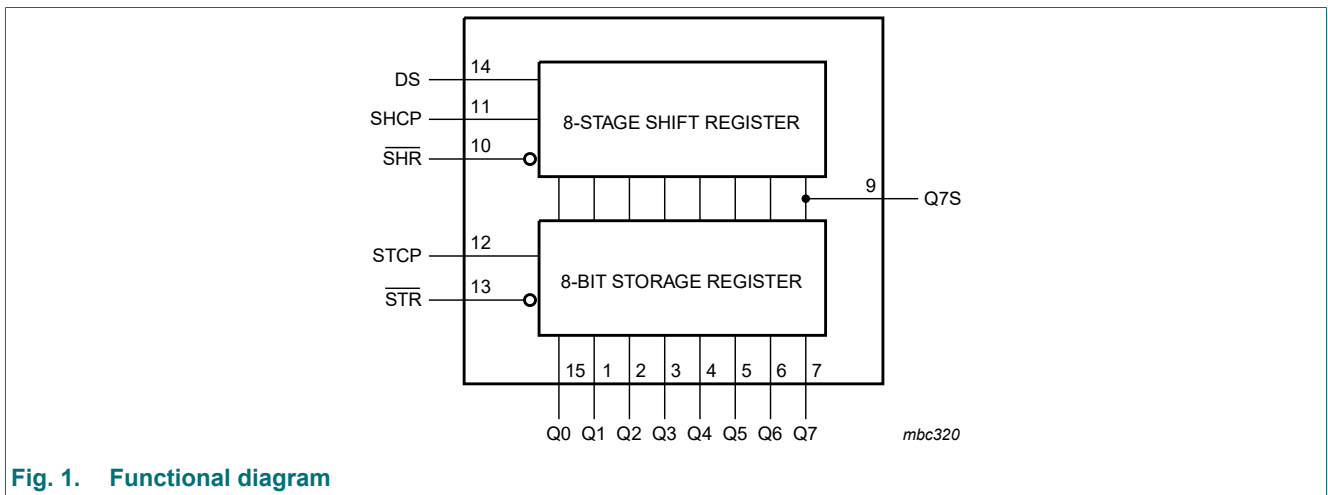 14
DS
11
SHCP
8-STAGE SHIFT REGISTER
10
SHR
9
Q7S
12
STCP
8-BIT STORAGE REGISTER
13
STR
15 1 2 3 4 5 6 7
Q0 Q1 Q2 Q3 Q4 Q5 Q6 Q7
mbc320
Fig. 1. Functional diagram